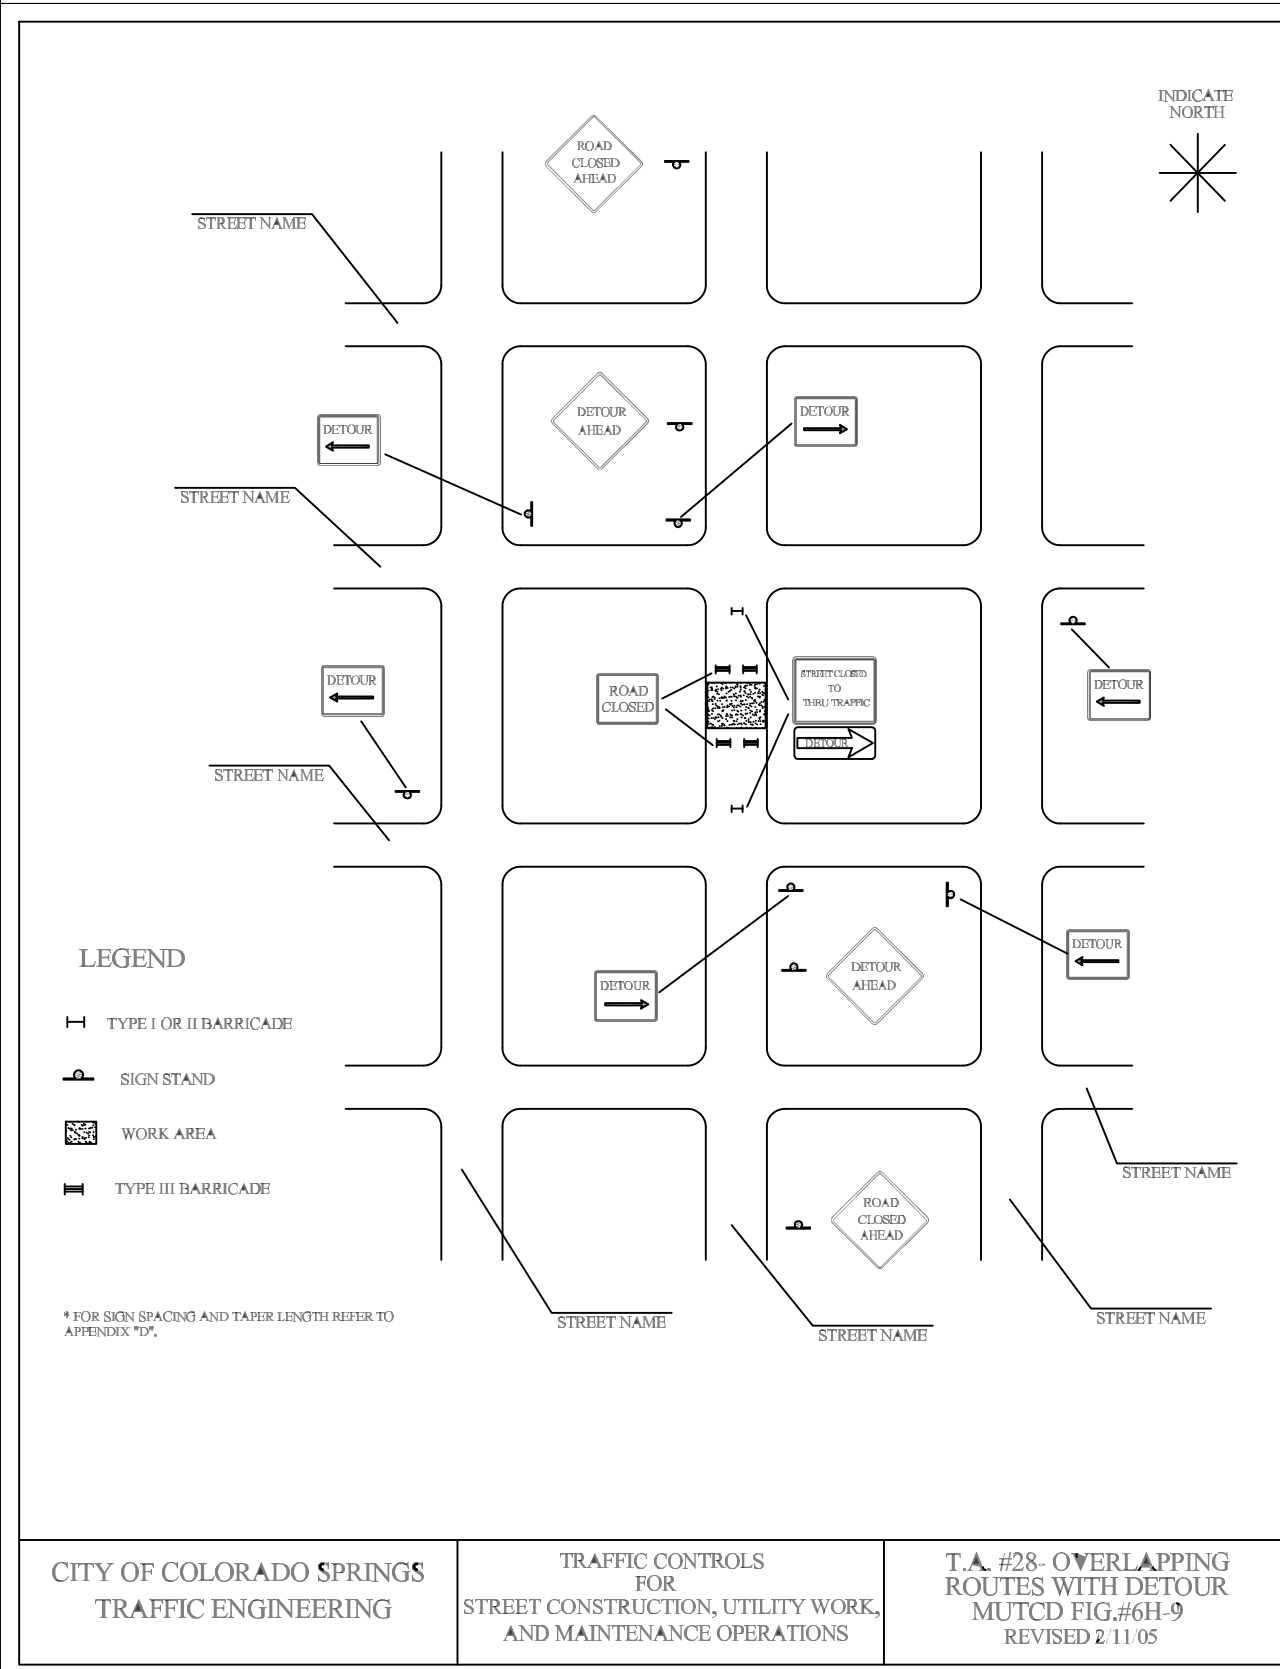 INDICATE
NORTH
ROAD
CLOSED
AHEAD
STREET NAME
DETOUR
AHEAD
DETOUR
DETOUR
STREET NAME
STREET CLOSED
TO
THRU TRAFFIC
DETOUR
ROAD
CLOSED
DETOUR
DETOUR
STREET NAME
DETOUR
DETOUR
AHEAD
DETOUR
LEGEND
TYPE I OR II BARRICADE
SIGN STAND
WORK AREA
TYPE III BARRICADE
STREET NAME
ROAD
CLOSED
AHEAD
* FOR SIGN SPACING AND TAPER LENGTH REFER TO
APPENDIX "D".
STREET NAME
STREET NAME
STREET NAME
CITY OF COLORADO SPRINGS
TRAFFIC ENGINEERING
TRAFFIC CONTROLS
FOR
STREET CONSTRUCTION, UTILITY WORK,
AND MAINTENANCE OPERATIONS
T.A. #28- OVERLAPPING
ROUTES WITH DETOUR
MUTCD FIG.#6H-9
REVISED 2/11/05